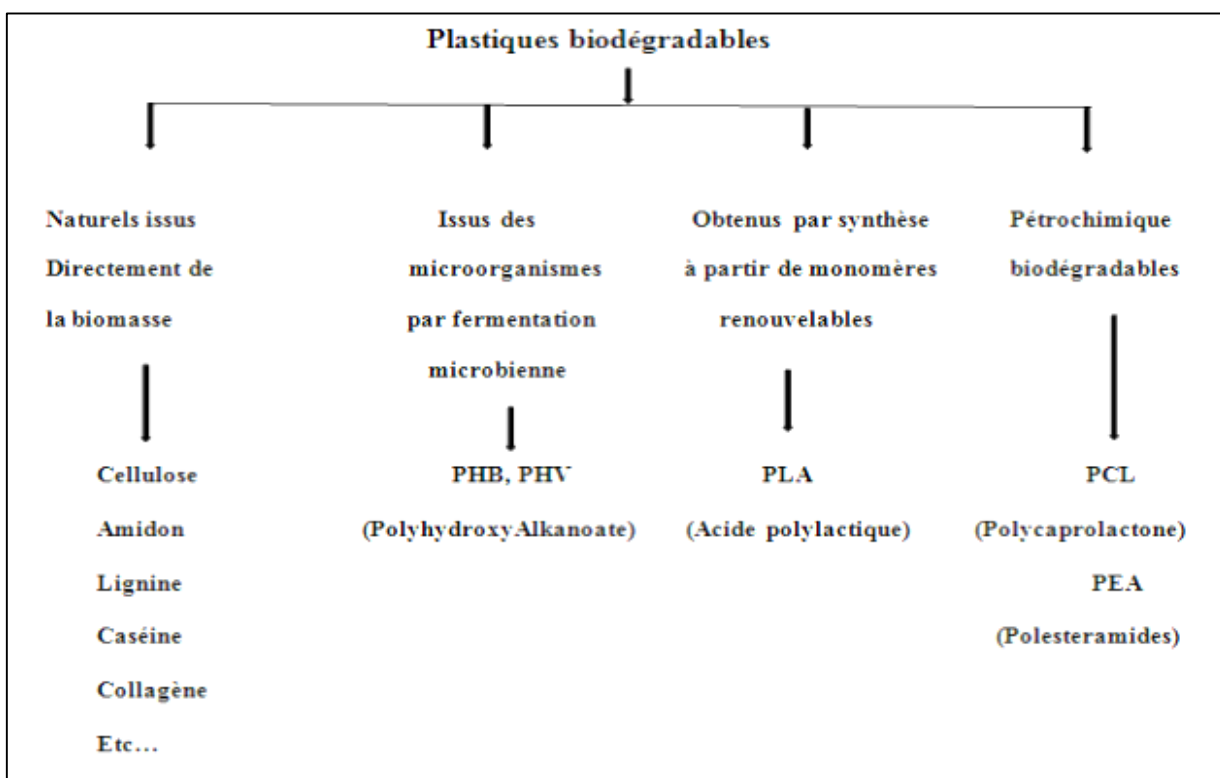 Plastiques biodégradables
Naturels issus
Directement de
la biomasse
Cellulose
Amidon
Lignine
Caséine
Collagène
Etc…
Issus des
microorganismes
par fermentation
microbienne
PHB, PHV
(PolyhydroxyAlkanoate)
Obtenus par synthèse
à partir de monomères
renouvelables
PLA
(Acide polylactique)
Pétrochimique
biodégradables
PCL
(Polycaprolactone)
PEA
(Polesteramides)